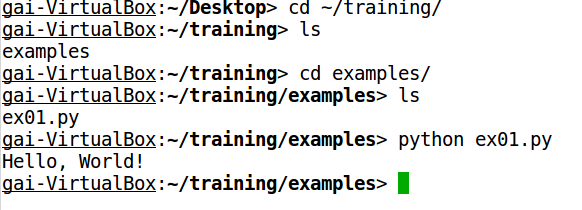 gai-VirtualBox:~/Desktop> cd ~/training/
gai-VirtualBox:~/training> ls
examples
gai-VirtualBox:~/training> cd examples/
gai-VirtualBox:~/training/examples> ls
ex01.py
gai-VirtualBox:~/training/examples> python ex01.py
Hello, World!
gai-VirtualBox:~/training/examples>